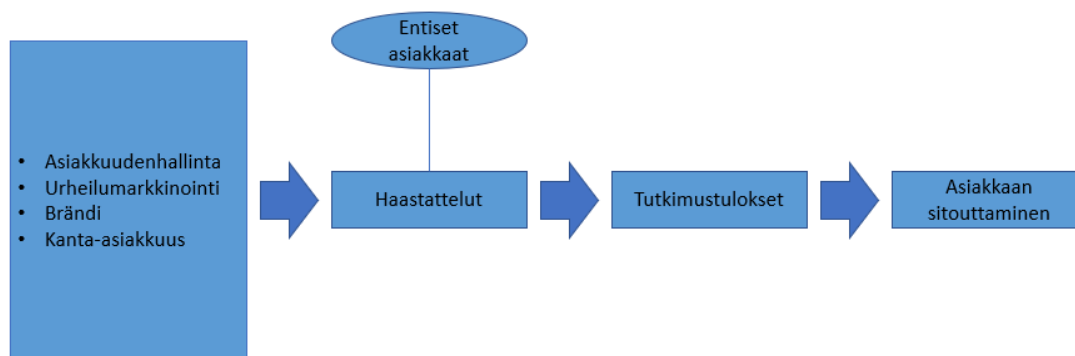 Entiset
asiakkaat
• Asiakkuudenhallinta
• Urheilumarkkinointi
• Brändi
• Kanta-asiakkuus
Haastattelut
Tutkimustulokset
Asiakkaan
sitouttaminen